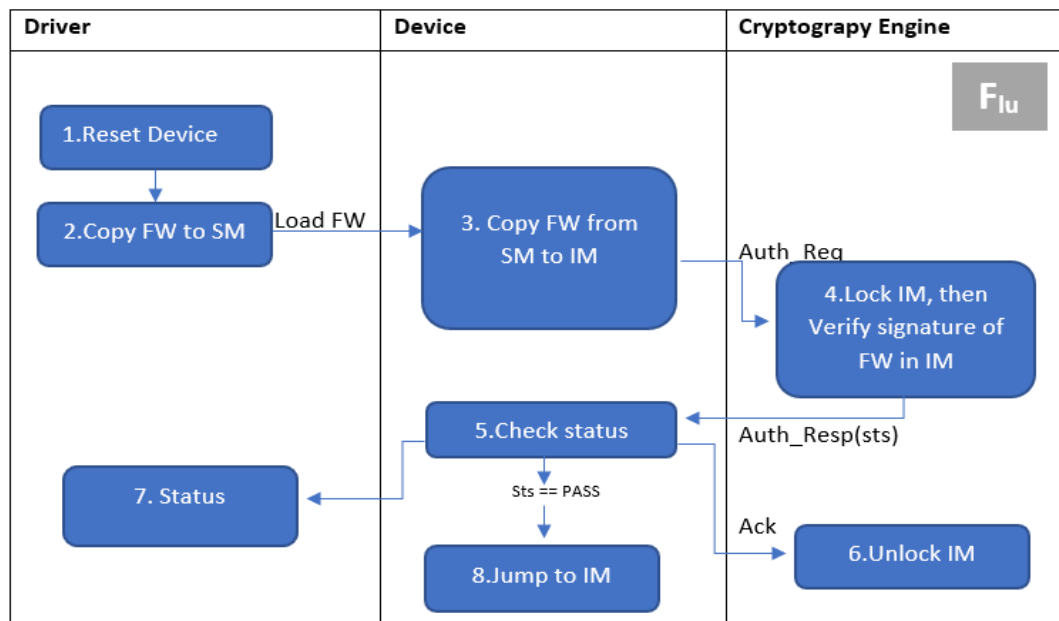 Driver
Device
Cryptograpy Engine
F_lu
1.Reset Device
2.Copy FW to SM
Load FW
3. Copy FW from
SM to IM
Auth_Req
4.Lock IM, then
Verify signature of
FW in IM
5.Check status
Auth_Resp(sts)
7. Status
Sts == PASS
Ack
6.Unlock IM
8.Jump to IM